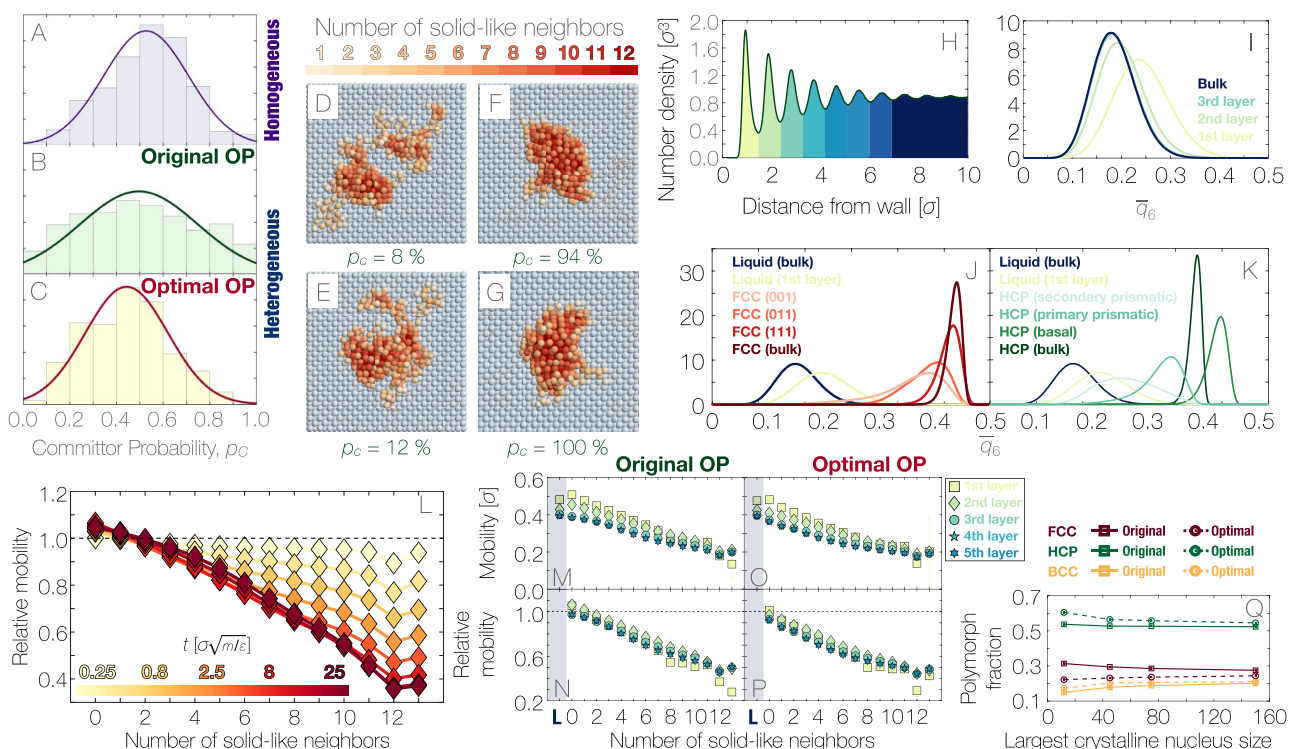 A
Homogeneous
B
Original OP
C
Optimal OP
Heterogeneous
0.0 0.2 0.4 0.6 0.8 1.0
Committor Probability, pC
Number of solid-like neighbors
1 2 3 4 5 6 7 8 9 10 11 12
D
pC = 8 %
F
pC = 94 %
E
pC = 12 %
G
pC = 100 %
H
Number density [σ³]
2.0
1.6
1.2
0.8
0.4
0.0
0 2 4 6 8 10
Distance from wall [σ]
I
10
8
6
4
2
0
Bulk
3rd layer
2nd layer
1st layer
0 0.1 0.2 0.3 0.4 0.5
q̅6
J
30
20
10
0
Liquid (bulk)
Liquid (1st layer)
FCC (001)
FCC (011)
FCC (111)
FCC (bulk)
0 0.1 0.2 0.3 0.4
K
Liquid (bulk)
Liquid (1st layer)
HCP (secondary prismatic)
HCP (primary prismatic)
HCP (basal)
HCP (bulk)
0 0.1 0.2 0.3 0.4 0.5
q̅6
L
Relative mobility
1.2
1.0
0.8
0.6
0.4
t [σ√m/ε]
0.25 0.8 2.5 8 25
0 2 4 6 8 10 12
Number of solid-like neighbors
Original OP
Optimal OP
Mobility [σ]
0.6
0.4
0.2
0.0
M
O
Relative
mobility
1.0
0.6
0.2
N
P
L 0 2 4 6 8 10 12
L 0 2 4 6 8 10 12
Number of solid-like neighbors
1st layer
2nd layer
3rd layer
4th layer
5th layer
FCC Original Optimal
HCP Original Optimal
BCC Original Optimal
Q
Polymorph
fraction
0.7
0.5
0.3
0.1
0 40 80 120 160
Largest crystalline nucleus size